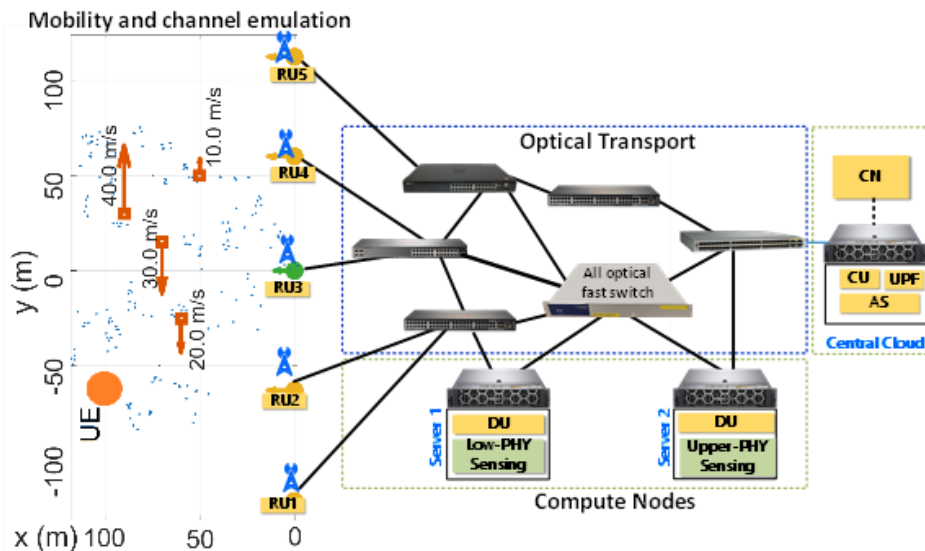 Mobility and channel emulation
100
50
0
-50
-100
y (m)
x (m)
100
50
0
40.0 m/s
10.0 m/s
30.0 m/s
20.0 m/s
UE
RU5
RU4
RU3
RU2
RU1
Optical Transport
All optical
fast switch
CN
CU
UPF
AS
Central Cloud
Server 1
DU
Low-PHY
Sensing
Server 2
DU
Upper-PHY
Sensing
Compute Nodes